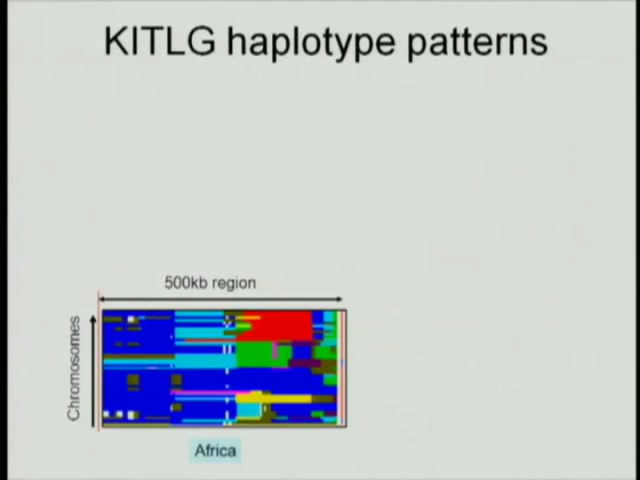 KITLG haplotype patterns
500kb region
Chromosomes
Africa